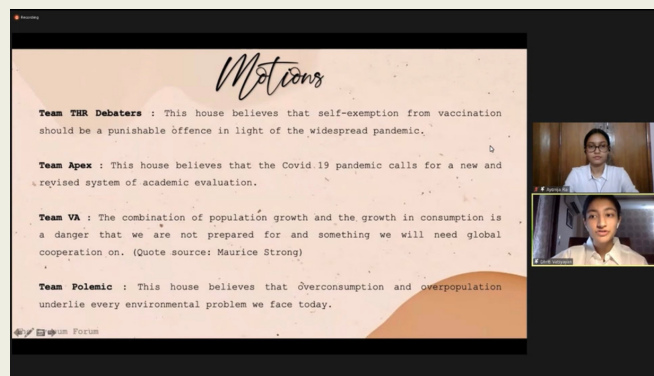 Recording
Motions
Team THR Debaters : This house believes that self-exemption from vaccination
should be a punishable offence in light of the widespread pandemic.
Team Apex : This house believes that the Covid 19 pandemic calls for a new and
revised system of academic evaluation.
Team VA : The combination of population growth and the growth in consumption is
a danger that we are not prepared for and something we will need global
cooperation on. (Quote source: Maurice Strong)
Team Polemic : This house believes that overconsumption and overpopulation
underlie every environmental problem we face today.
Forum